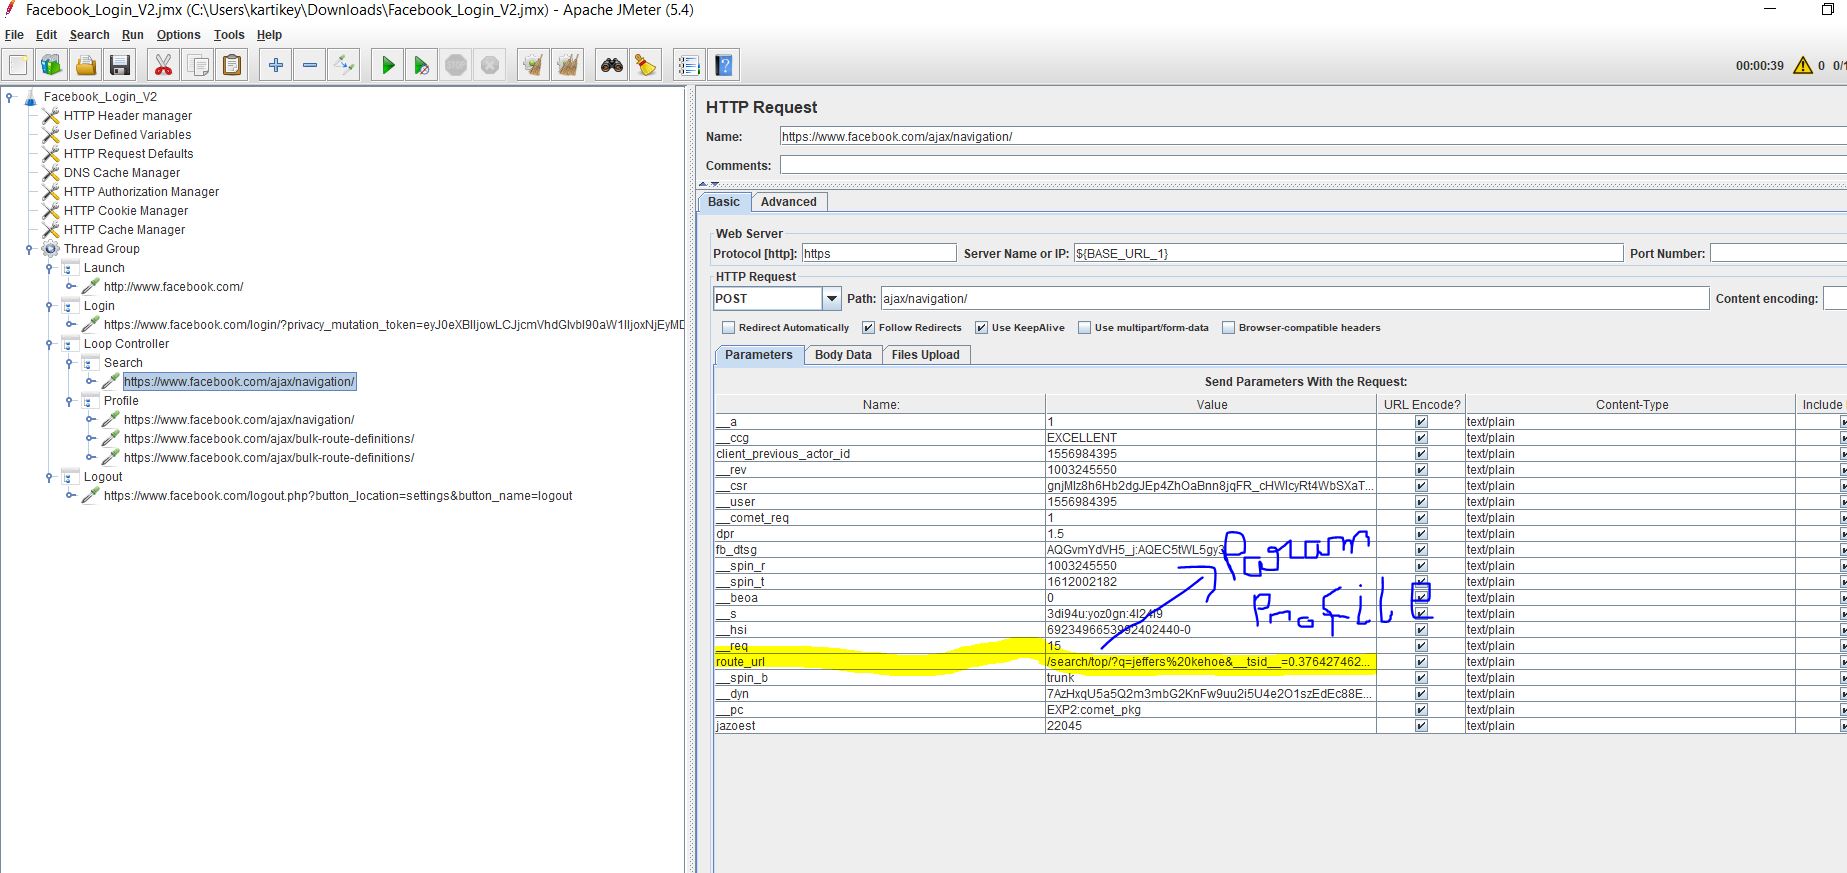 Facebook_Login_V2.jmx (C:\Users\kartikey\Downloads\Facebook_Login_V2.jmx) - Apache JMeter (5.4)
File Edit Search Run Options Tools Help
00:00:39 0 0/1
Facebook_Login_V2
HTTP Header manager
User Defined Variables
HTTP Request Defaults
DNS Cache Manager
HTTP Authorization Manager
HTTP Cookie Manager
HTTP Cache Manager
Thread Group
Launch
http://www.facebook.com/
Login
https://www.facebook.com/login/?privacy_mutation_token=
Loop Controller
Search
https://www.facebook.com/ajax/navigation/
Profile
https://www.facebook.com/ajax/navigation/
https://www.facebook.com/ajax/bulk-route-definitions/
https://www.facebook.com/ajax/bulk-route-definitions/
Logout
https://www.facebook.com/logout.php?button_location=settings&button_name=logout
HTTP Request
Name: https://www.facebook.com/ajax/navigation/
Comments:
Basic Advanced
Web Server
Protocol [http]: https Server Name or IP: ${BASE_URL_1} Port Number:
HTTP Request
POST Path: ajax/navigation/ Content encoding:
Redirect Automatically Follow Redirects Use KeepAlive Use multipart/form-data Browser-compatible headers
Parameters Body Data Files Upload
Send Parameters With the Request:
Name: Value URL Encode? Content-Type Include
__a 1 text/plain
__ccg EXCELLENT text/plain
client_previous_actor_id 1556984395 text/plain
__rev 1003245550 text/plain
__csr text/plain
__user 1556984395 text/plain
__comet_req 1 text/plain
dpr 1.5 text/plain
fb_dtsg text/plain
Param
__spin_r 1003245550 text/plain
__spin_t 1612002182 text/plain
__beoa 0 text/plain
Profile
__s text/plain
__hsi text/plain
__req 15 text/plain
route_url /search/top/?q=jeffers%20kehoe&__tsid__=0.376427462... text/plain
__spin_b trunk text/plain
__dyn text/plain
__pc EXP2:comet_pkg text/plain
jazoest 22045 text/plain